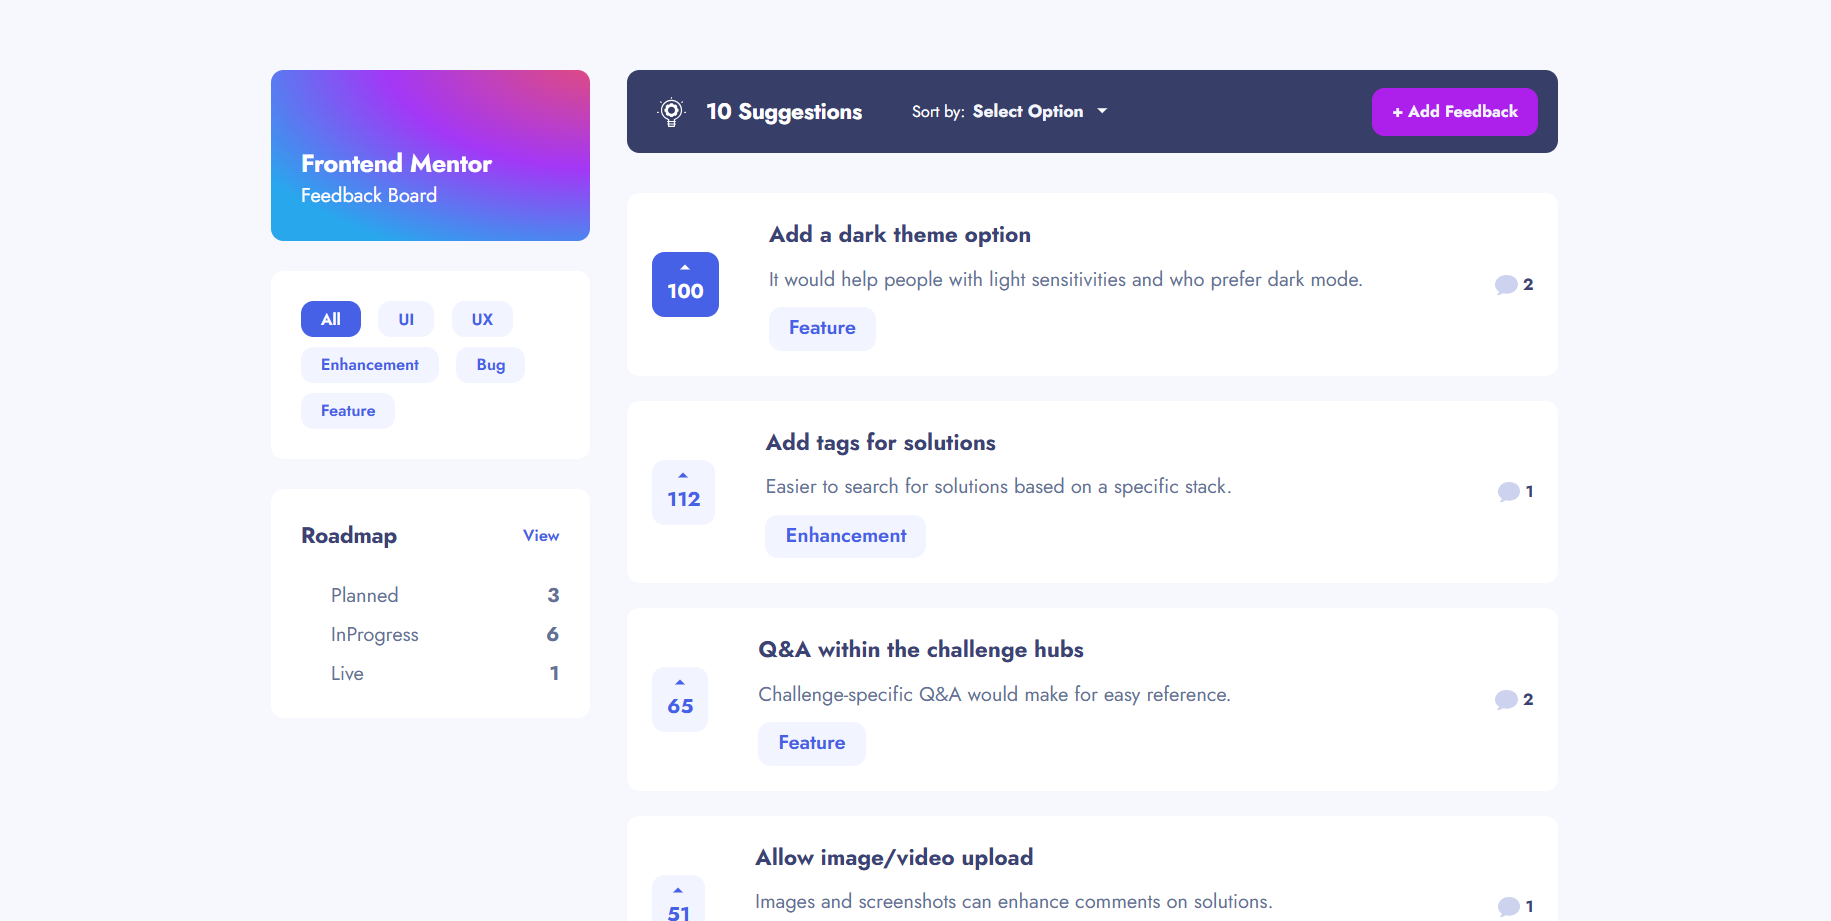 Frontend Mentor
Feedback Board
All UI UX
Enhancement Bug
Feature
Roadmap View
Planned 3
InProgress 6
Live 1
10 Suggestions Sort by: Select Option + Add Feedback
Add a dark theme option
It would help people with light sensitivities and who prefer dark mode.
Feature
100
2
Add tags for solutions
Easier to search for solutions based on a specific stack.
Enhancement
112
1
Q&A within the challenge hubs
Challenge-specific Q&A would make for easy reference.
Feature
65
2
Allow image/video upload
Images and screenshots can enhance comments on solutions.
51
1